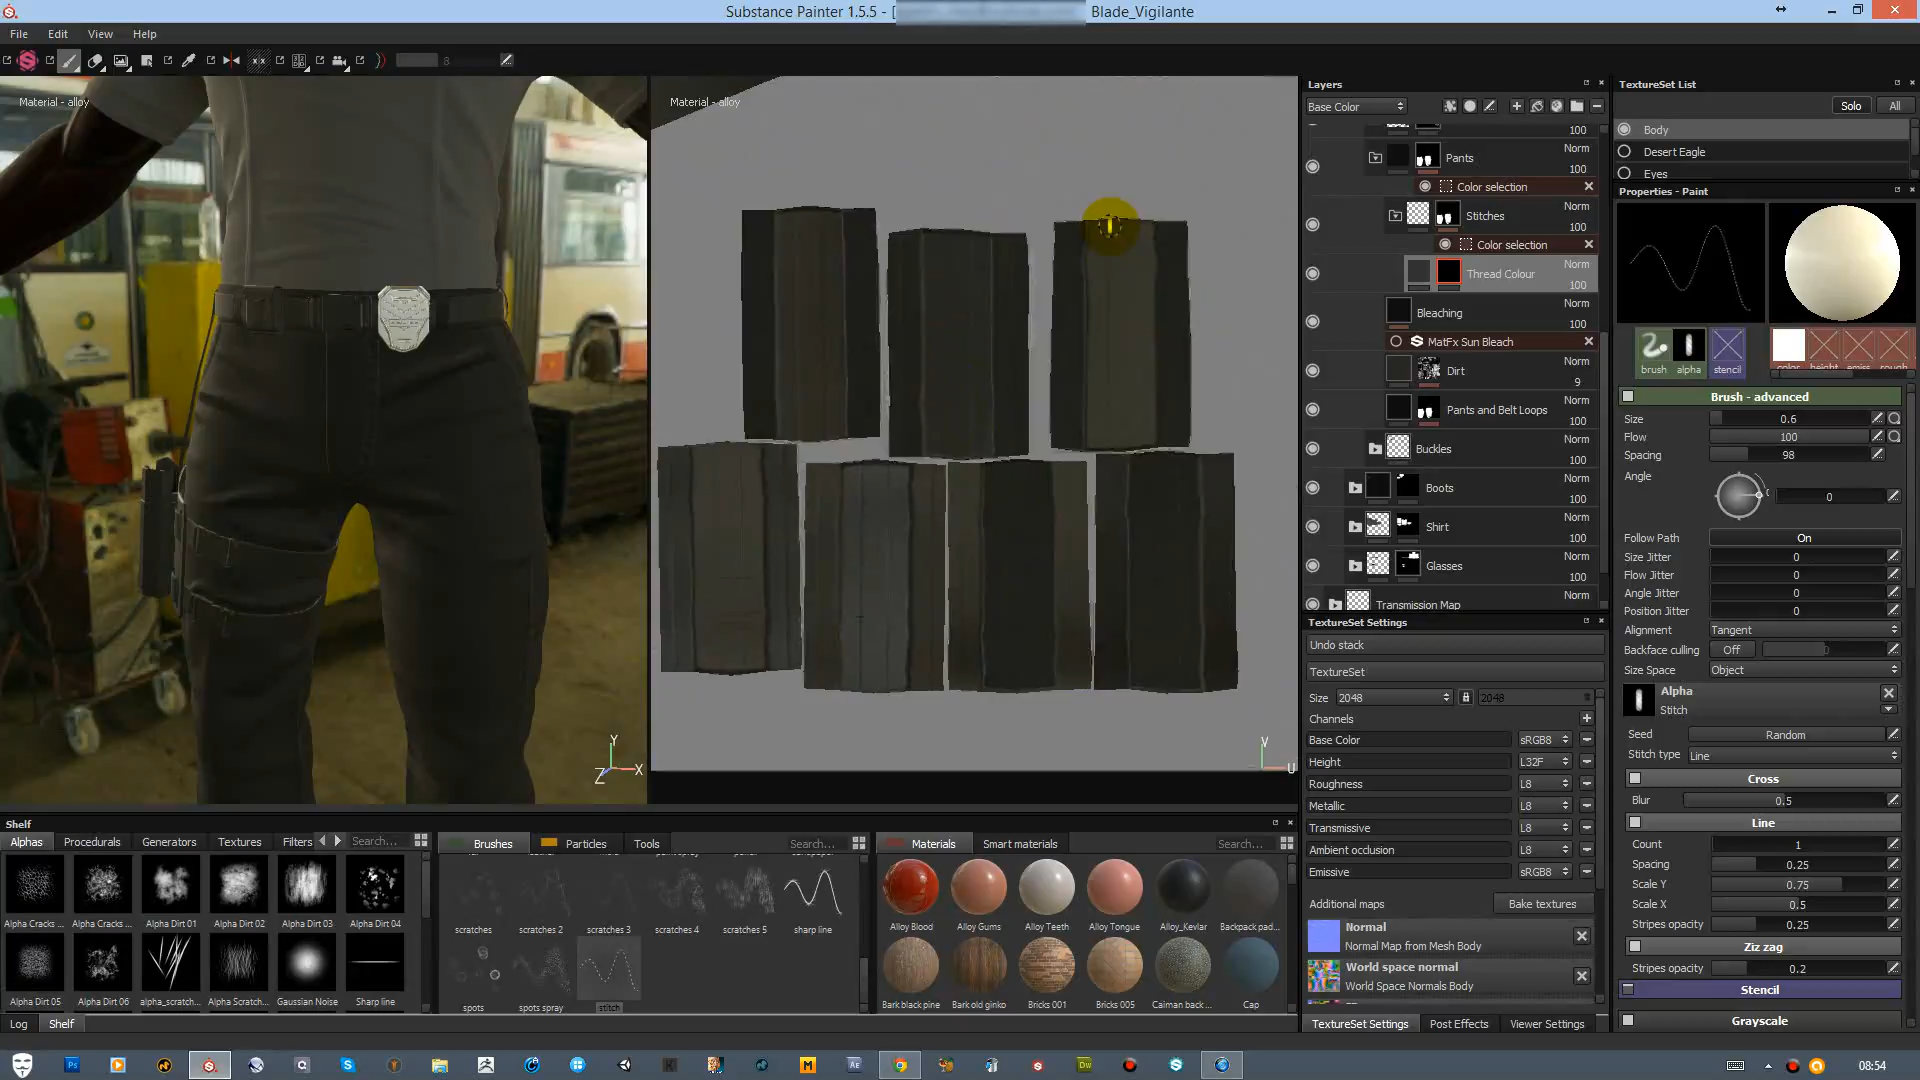 Substance Painter 1.5.5 - [ Blade_Vigilante
File Edit View Help
8
Material - alloy
Material - alloy
Y
X
Z
V
U
Layers
Base Color
100
Pants Norm 100
Color selection
Stitches Norm 100
Color selection
Thread Colour Norm 100
Bleaching Norm 100
MatFx Sun Bleach
Dirt Norm 9
Pants and Belt Loops Norm 100
Buckles Norm 100
Boots Norm 100
Shirt Norm 100
Glasses Norm 100
Transmission Map Norm
TextureSet Settings
Undo stack
TextureSet
Size 2048 2048
Channels
Base Color sRGB8
Height L32F
Roughness L8
Metallic L8
Transmissive L8
Ambient occlusion L8
Emissive sRGB8
Additional maps Bake textures
Normal
Normal Map from Mesh Body
World space normal
World Space Normals Body
TextureSet Settings Post Effects Viewer Settings
TextureSet List
Solo All
Body
Desert Eagle
Eyes
Properties - Paint
brush alpha stencil color height emiss rough
Brush - advanced
Size 0.6
Flow 100
Spacing 98
Angle 0
Follow Path On
Size Jitter 0
Flow Jitter 0
Angle Jitter 0
Position Jitter 0
Alignment Tangent
Backface culling Off
Size Space Object
Alpha
Stitch
Seed Random
Stitch type Line
Cross
Blur 0.5
Line
Count 1
Spacing 0.25
Scale Y 0.75
Scale X 0.5
Stripes opacity 0.25
Ziz zag
Stripes opacity 0.2
Stencil
Grayscale
Shelf
Alphas Procedurals Generators Textures Filters Search...
Alpha Cracks ... Alpha Cracks ... Alpha Dirt 01 Alpha Dirt 02 Alpha Dirt 03 Alpha Dirt 04
Alpha Dirt 05 Alpha Dirt 06 alpha_scratch... Alpha Scratch... Gaussian Noise Sharp line
Brushes Particles Tools Search...
scratches scratches 2 scratches 3 scratches 4 scratches 5 sharp line
spots spots spray stitch
Materials Smart materials Search...
Alloy Blood Alloy Gums Alloy Teeth Alloy Tongue Alloy_Kevlar Backpack pad...
Bark black pine Bark old ginko Bricks 001 Bricks 005 Caiman back ... Cap
Log Shelf
08:54